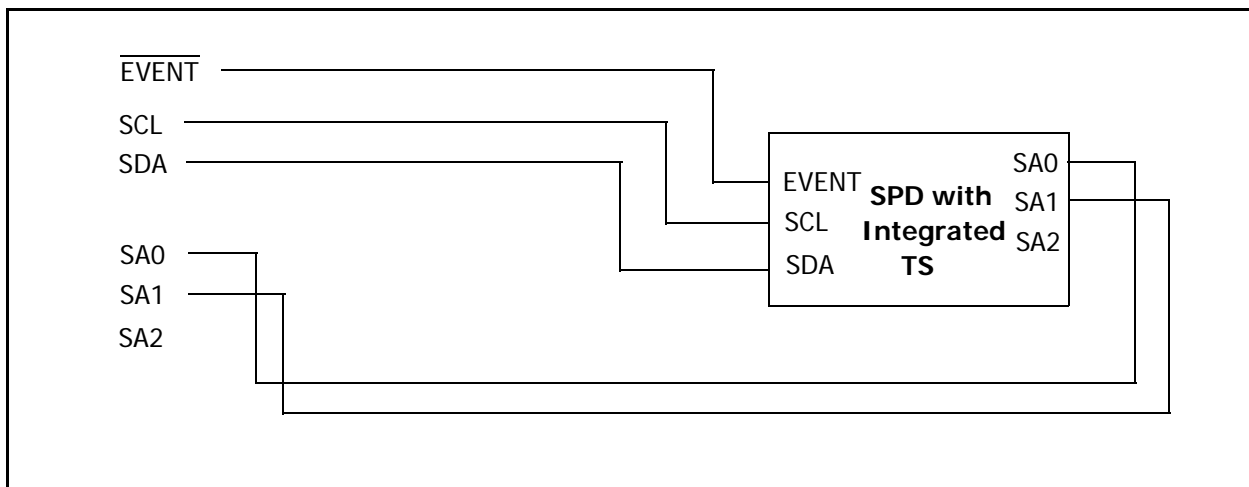 EVENT
SCL
SDA
SA0
SA1
SA2
EVENT
SCL
SDA
SPD with
Integrated
TS
SA0
SA1
SA2